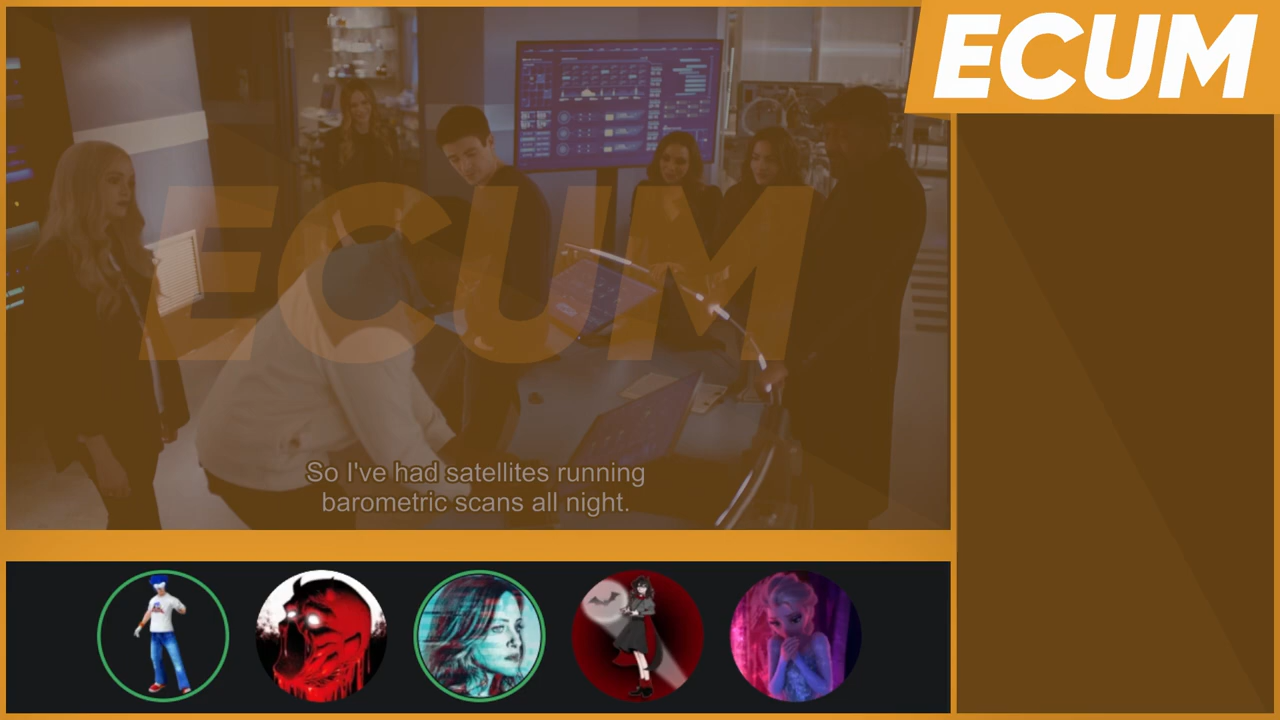 ECUM
ECUM
So I've had satellites running
barometric scans all night.